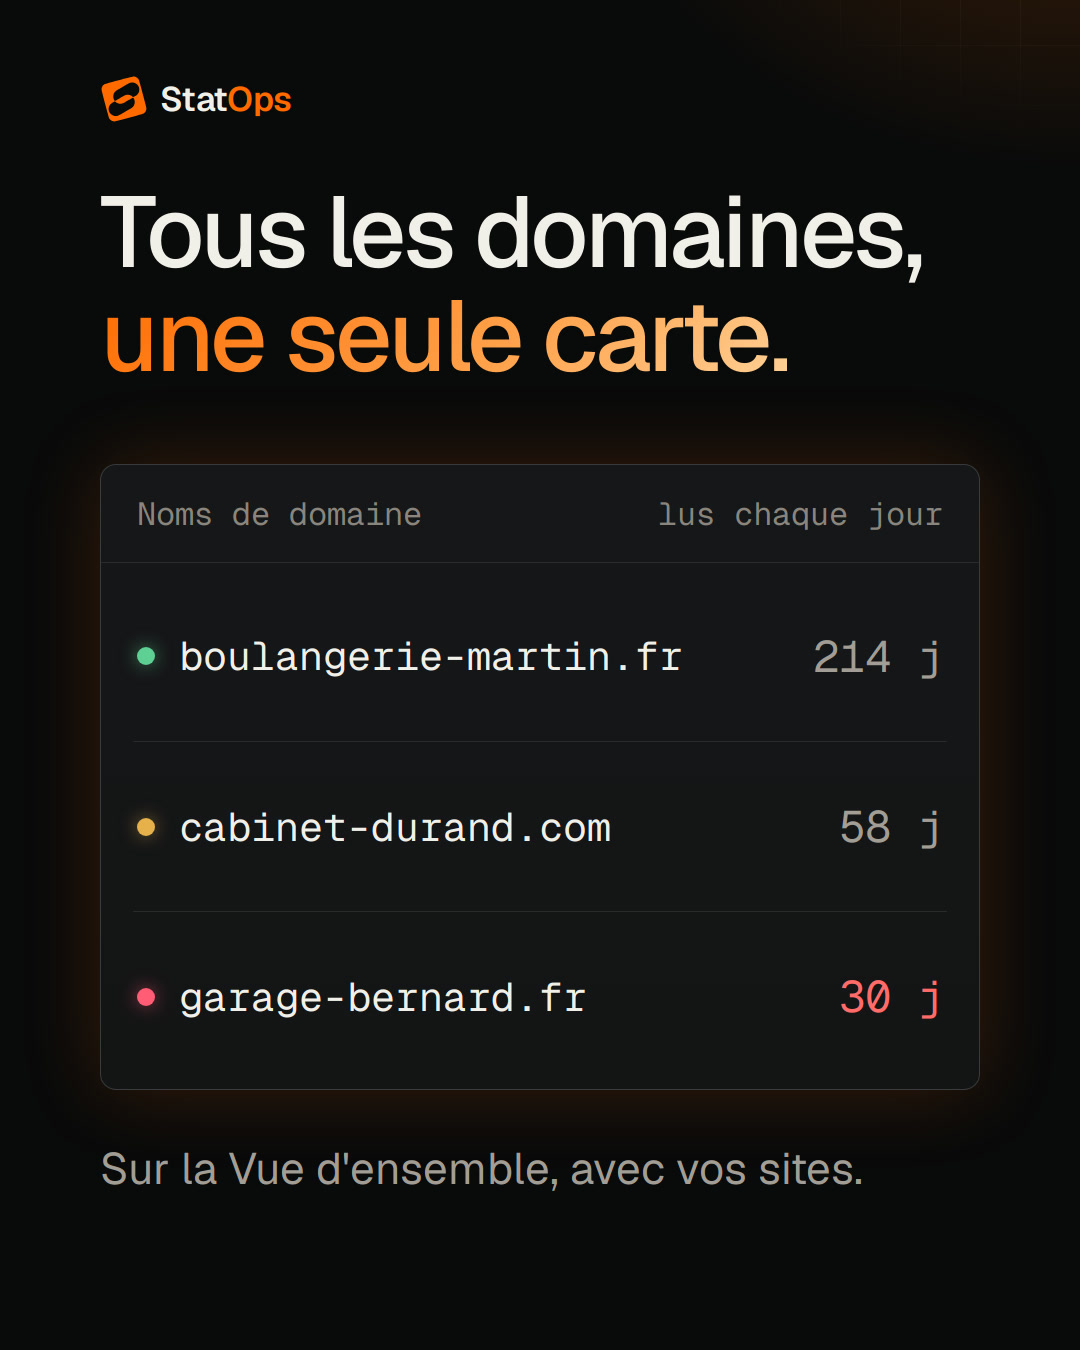 StatOps
Tous les domaines,
une seule carte.
Noms de domaine lus chaque jour
boulangerie-martin.fr 214 j
cabinet-durand.com 58 j
garage-bernard.fr 30 j
Sur la Vue d'ensemble, avec vos sites.